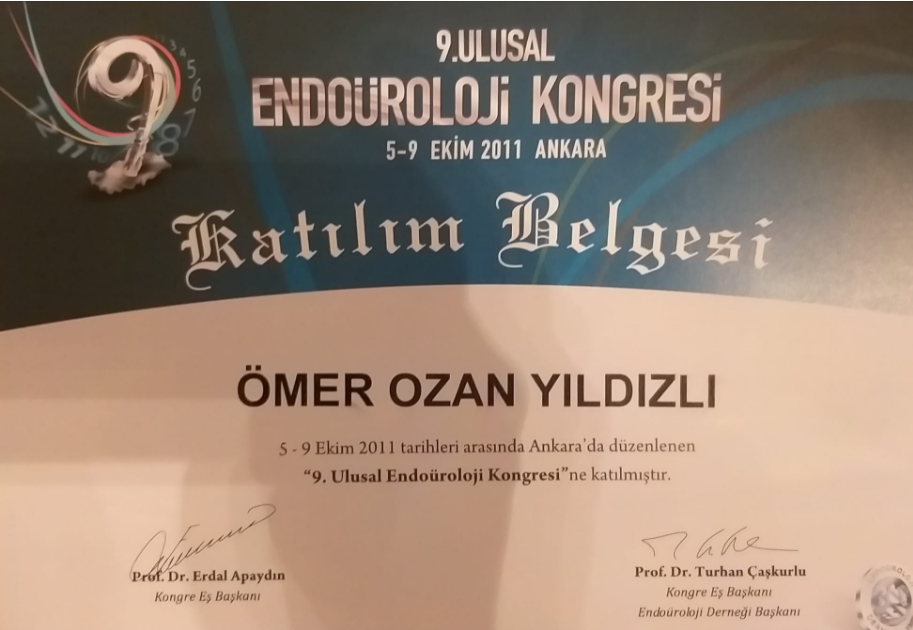 9.ULUSAL
ENDOÜROLOJİ KONGRESİ
5-9 EKİM 2011 ANKARA
Katılım Belgesi
ÖMER OZAN YILDIZLI
5 - 9 Ekim 2011 tarihleri arasında Ankara'da düzenlenen
“9. Ulusal Endoüroloji Kongresi”ne katılmıştır.
Prof. Dr. Erdal Apaydın
Kongre Eş Başkanı
Prof. Dr. Turhan Çaşkurlu
Kongre Eş Başkanı
Endoüroloji Derneği Başkanı